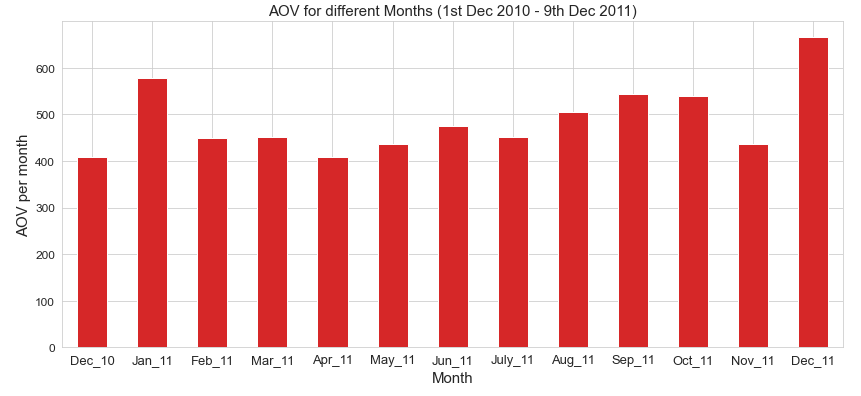 AOV for different Months (1st Dec 2010 - 9th Dec 2011)
AOV per month
600
500
400
300
200
100
0
Dec_10 Jan_11 Feb_11 Mar_11 Apr_11 May_11 Jun_11 July_11 Aug_11 Sep_11 Oct_11 Nov_11 Dec_11
Month